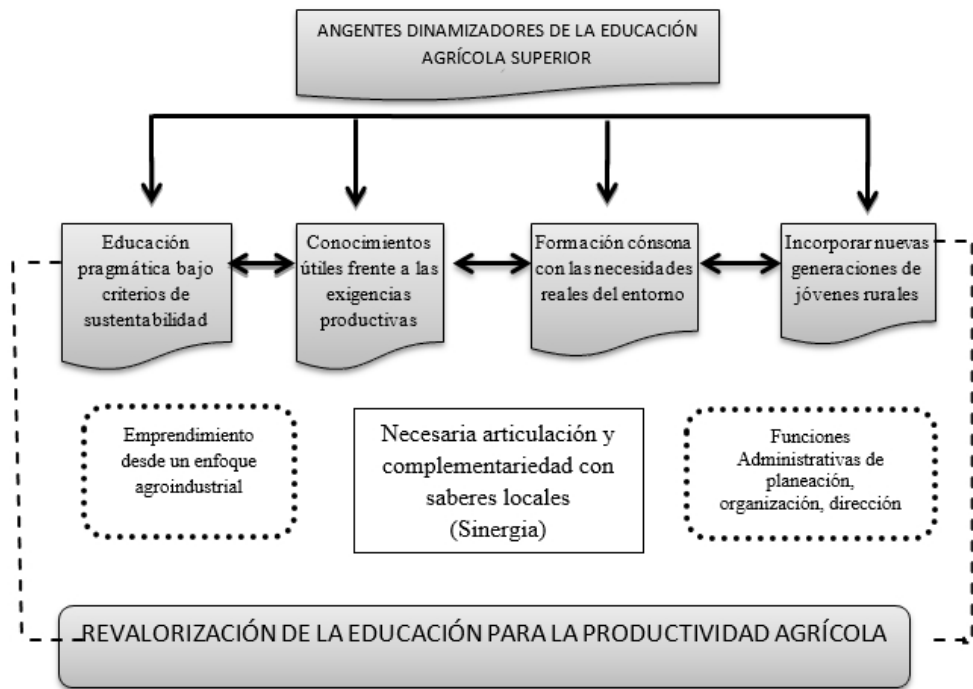 ANGENTES DINAMIZADORES DE LA EDUCACIÓN
AGRÍCOLA SUPERIOR
Educación
pragmática bajo
criterios de
sustentabilidad
Conocimientos
útiles frente a las
exigencias
productivas
Formación cónsona
con las necesidades
reales del entorno
Incorporar nuevas
generaciones de
jóvenes rurales
Emprendimiento
desde un enfoque
agroindustrial
Necesaria articulación y
complementariedad con
saberes locales
(Sinergia)
Funciones
Administrativas de
planeación,
organización, dirección
REVALORIZACIÓN DE LA EDUCACIÓN PARA LA PRODUCTIVIDAD AGRÍCOLA